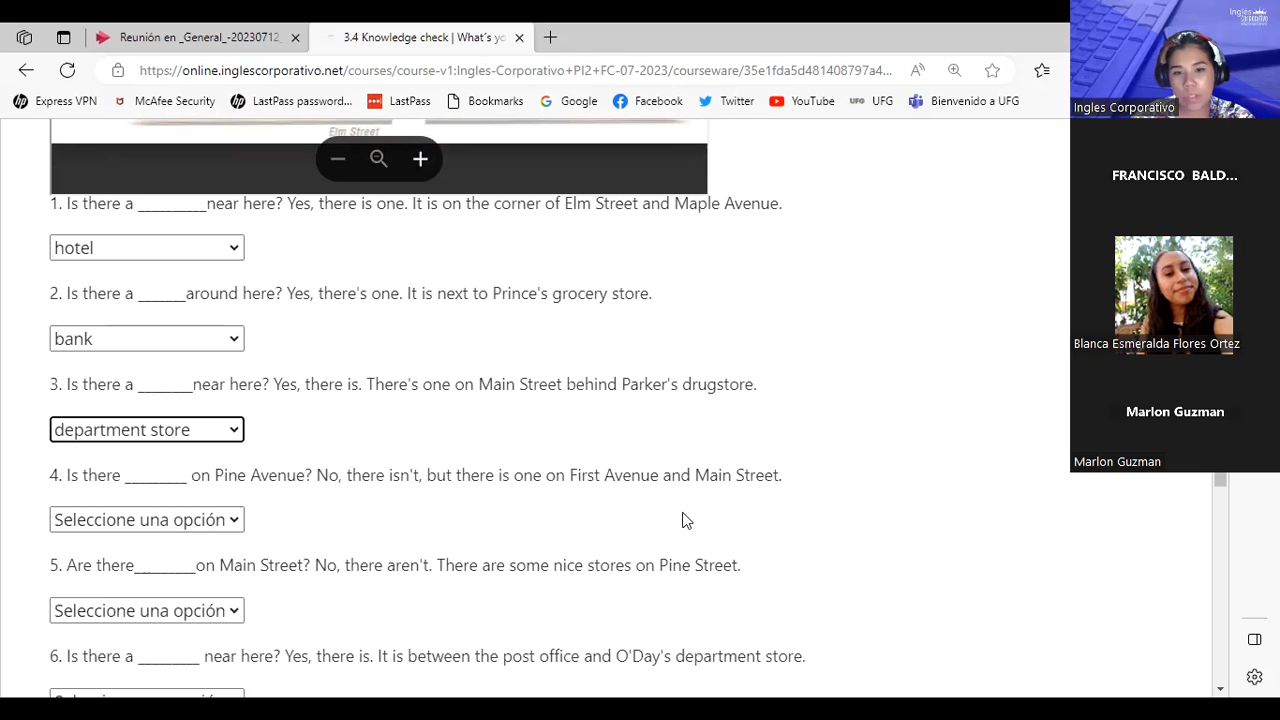 Reunión en _General_-20230712_
3.4 Knowledge check | What´s yo
https://online.inglescorporativo.net/courses/course-v1:Ingles-Corporativo+PI2+FC-07-2023/courseware/35e1fda5d481408797a4...
Express VPN
McAfee Security
LastPass password...
LastPass
Bookmarks
Google
Facebook
Twitter
YouTube
UFG
UFG
Bienvenido a UFG
Elm Street
1. Is there a __________near here? Yes, there is one. It is on the corner of Elm Street and Maple Avenue.
hotel
2. Is there a ______around here? Yes, there's one. It is next to Prince's grocery store.
bank
3. Is there a _______near here? Yes, there is. There's one on Main Street behind Parker's drugstore.
department store
4. Is there ________ on Pine Avenue? No, there isn't, but there is one on First Avenue and Main Street.
Seleccione una opción
5. Are there________on Main Street? No, there aren't. There are some nice stores on Pine Street.
Seleccione una opción
6. Is there a ________ near here? Yes, there is. It is between the post office and O'Day's department store.
Ingles Corporativo
FRANCISCO BALD...
Blanca Esmeralda Flores Ortez
Marlon Guzman
Marlon Guzman